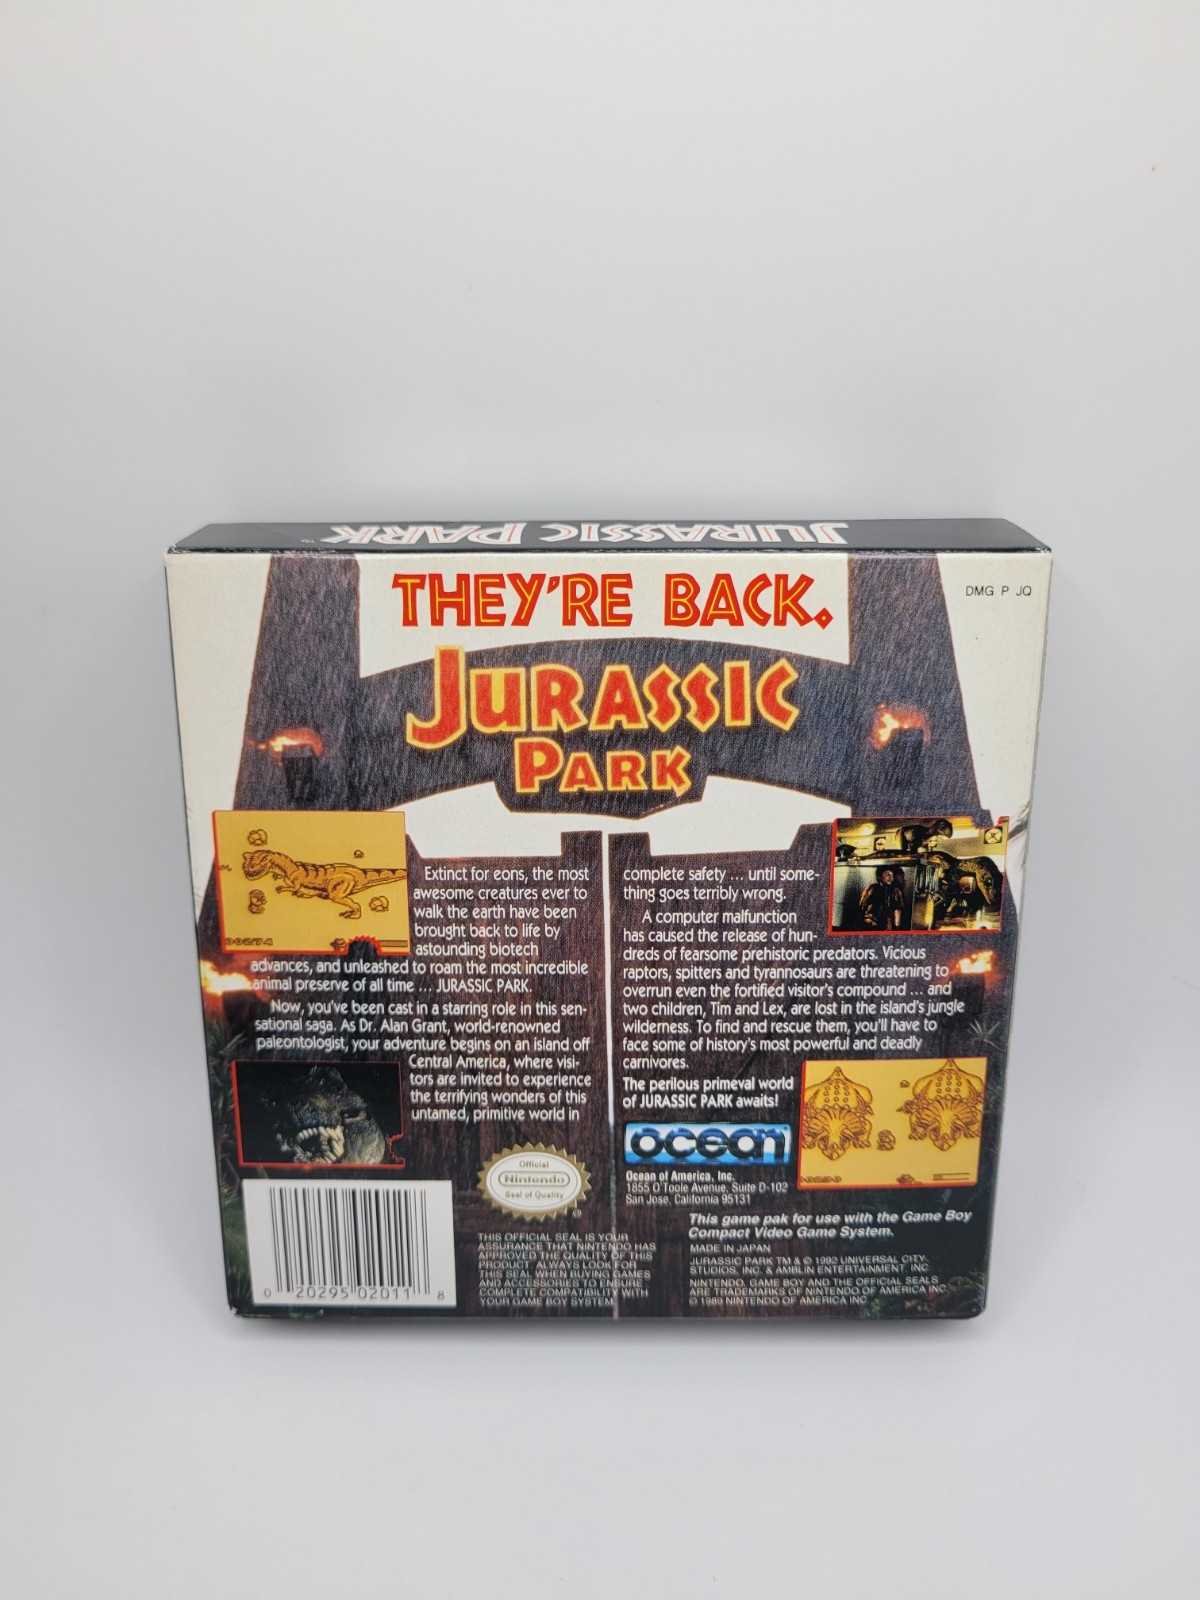 JURASSIC PARK
THEY'RE BACK.
DMG P JQ
JURASSIC
PARK
Extinct for eons, the most
awesome creatures ever to
walk the earth have been
brought back to life by
astounding biotech
advances, and unleashed to roam the most incredible
animal preserve of all time ... JURASSIC PARK.
Now, you've been cast in a starring role in this sen-
sational saga. As Dr. Alan Grant, world-renowned
paleontologist, your adventure begins on an island off
Central America, where visi-
tors are invited to experience
the terrifying wonders of this
untamed, primitive world in
complete safety ... until some-
thing goes terribly wrong.
A computer malfunction
has caused the release of hun-
dreds of fearsome prehistoric predators. Vicious
raptors, spitters and tyrannosaurs are threatening to
overrun even the fortified visitor's compound ... and
two children, Tim and Lex, are lost in the island's jungle
wilderness. To find and rescue them, you'll have to
face some of history's most powerful and deadly
carnivores.
The perilous primeval world
of JURASSIC PARK awaits!
ocean
Ocean of America, Inc.
1855 O'Toole Avenue, Suite D-102
San Jose, California 95131
Official
Nintendo
Seal of Quality
®
THIS OFFICIAL SEAL IS YOUR
ASSURANCE THAT NINTENDO HAS
APPROVED THE QUALITY OF THIS
PRODUCT. ALWAYS LOOK FOR
THIS SEAL WHEN BUYING GAMES
AND ACCESSORIES TO ENSURE
COMPLETE COMPATIBILITY WITH
YOUR GAME BOY SYSTEM.
This game pak for use with the Game Boy
Compact Video Game System.
MADE IN JAPAN
JURASSIC PARK TM & © 1992 UNIVERSAL CITY
STUDIOS, INC. & AMBLIN ENTERTAINMENT, INC.
NINTENDO, GAME BOY AND THE OFFICIAL SEALS
ARE TRADEMARKS OF NINTENDO OF AMERICA INC.
© 1989 NINTENDO OF AMERICA INC.
0 20295 02011 8